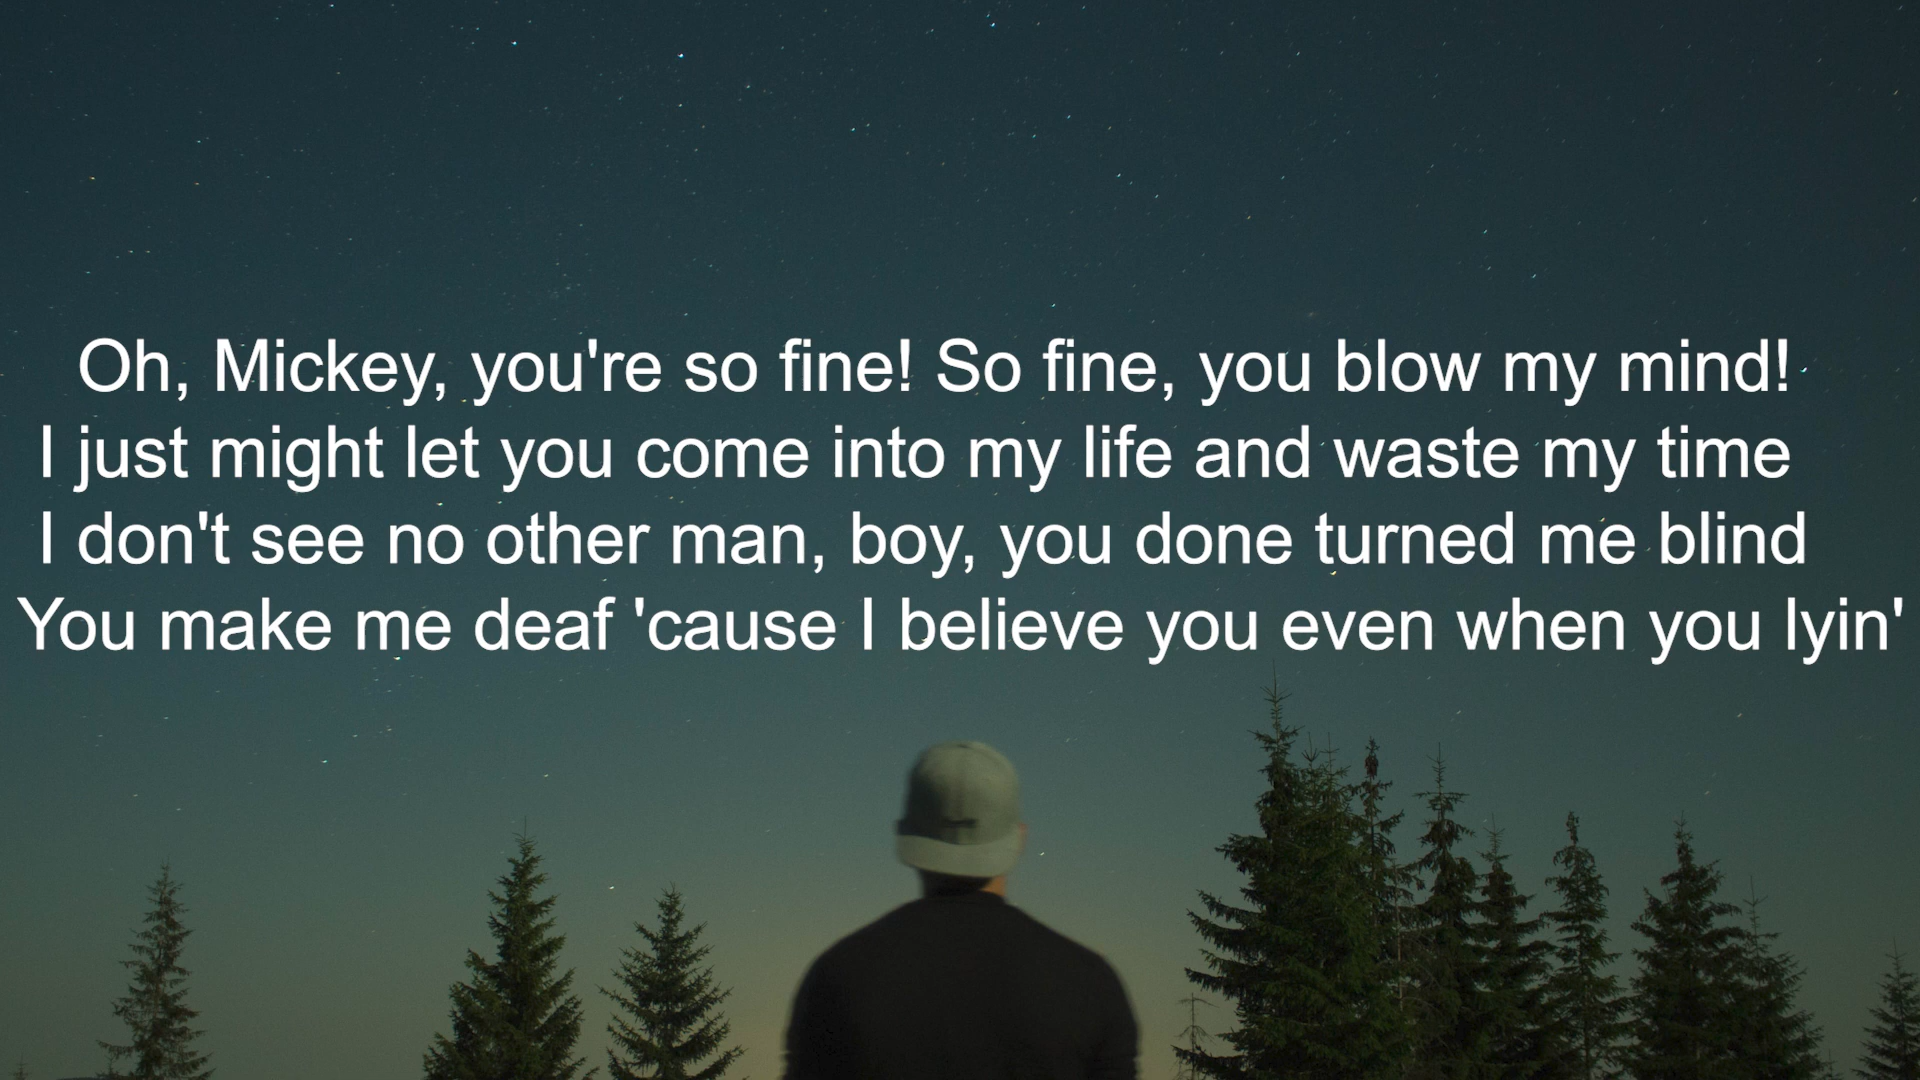 Oh, Mickey, you're so fine! So fine, you blow my mind!
I just might let you come into my life and waste my time
I don't see no other man, boy, you done turned me blind
You make me deaf 'cause I believe you even when you lyin'